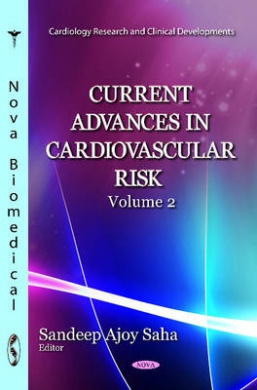 Cardiology Research and Clinical Developments
Nova Biomedical
CURRENT
ADVANCES IN
CARDIOVASCULAR
RISK
Volume 2
Sandeep Ajoy Saha
Editor
NOVA